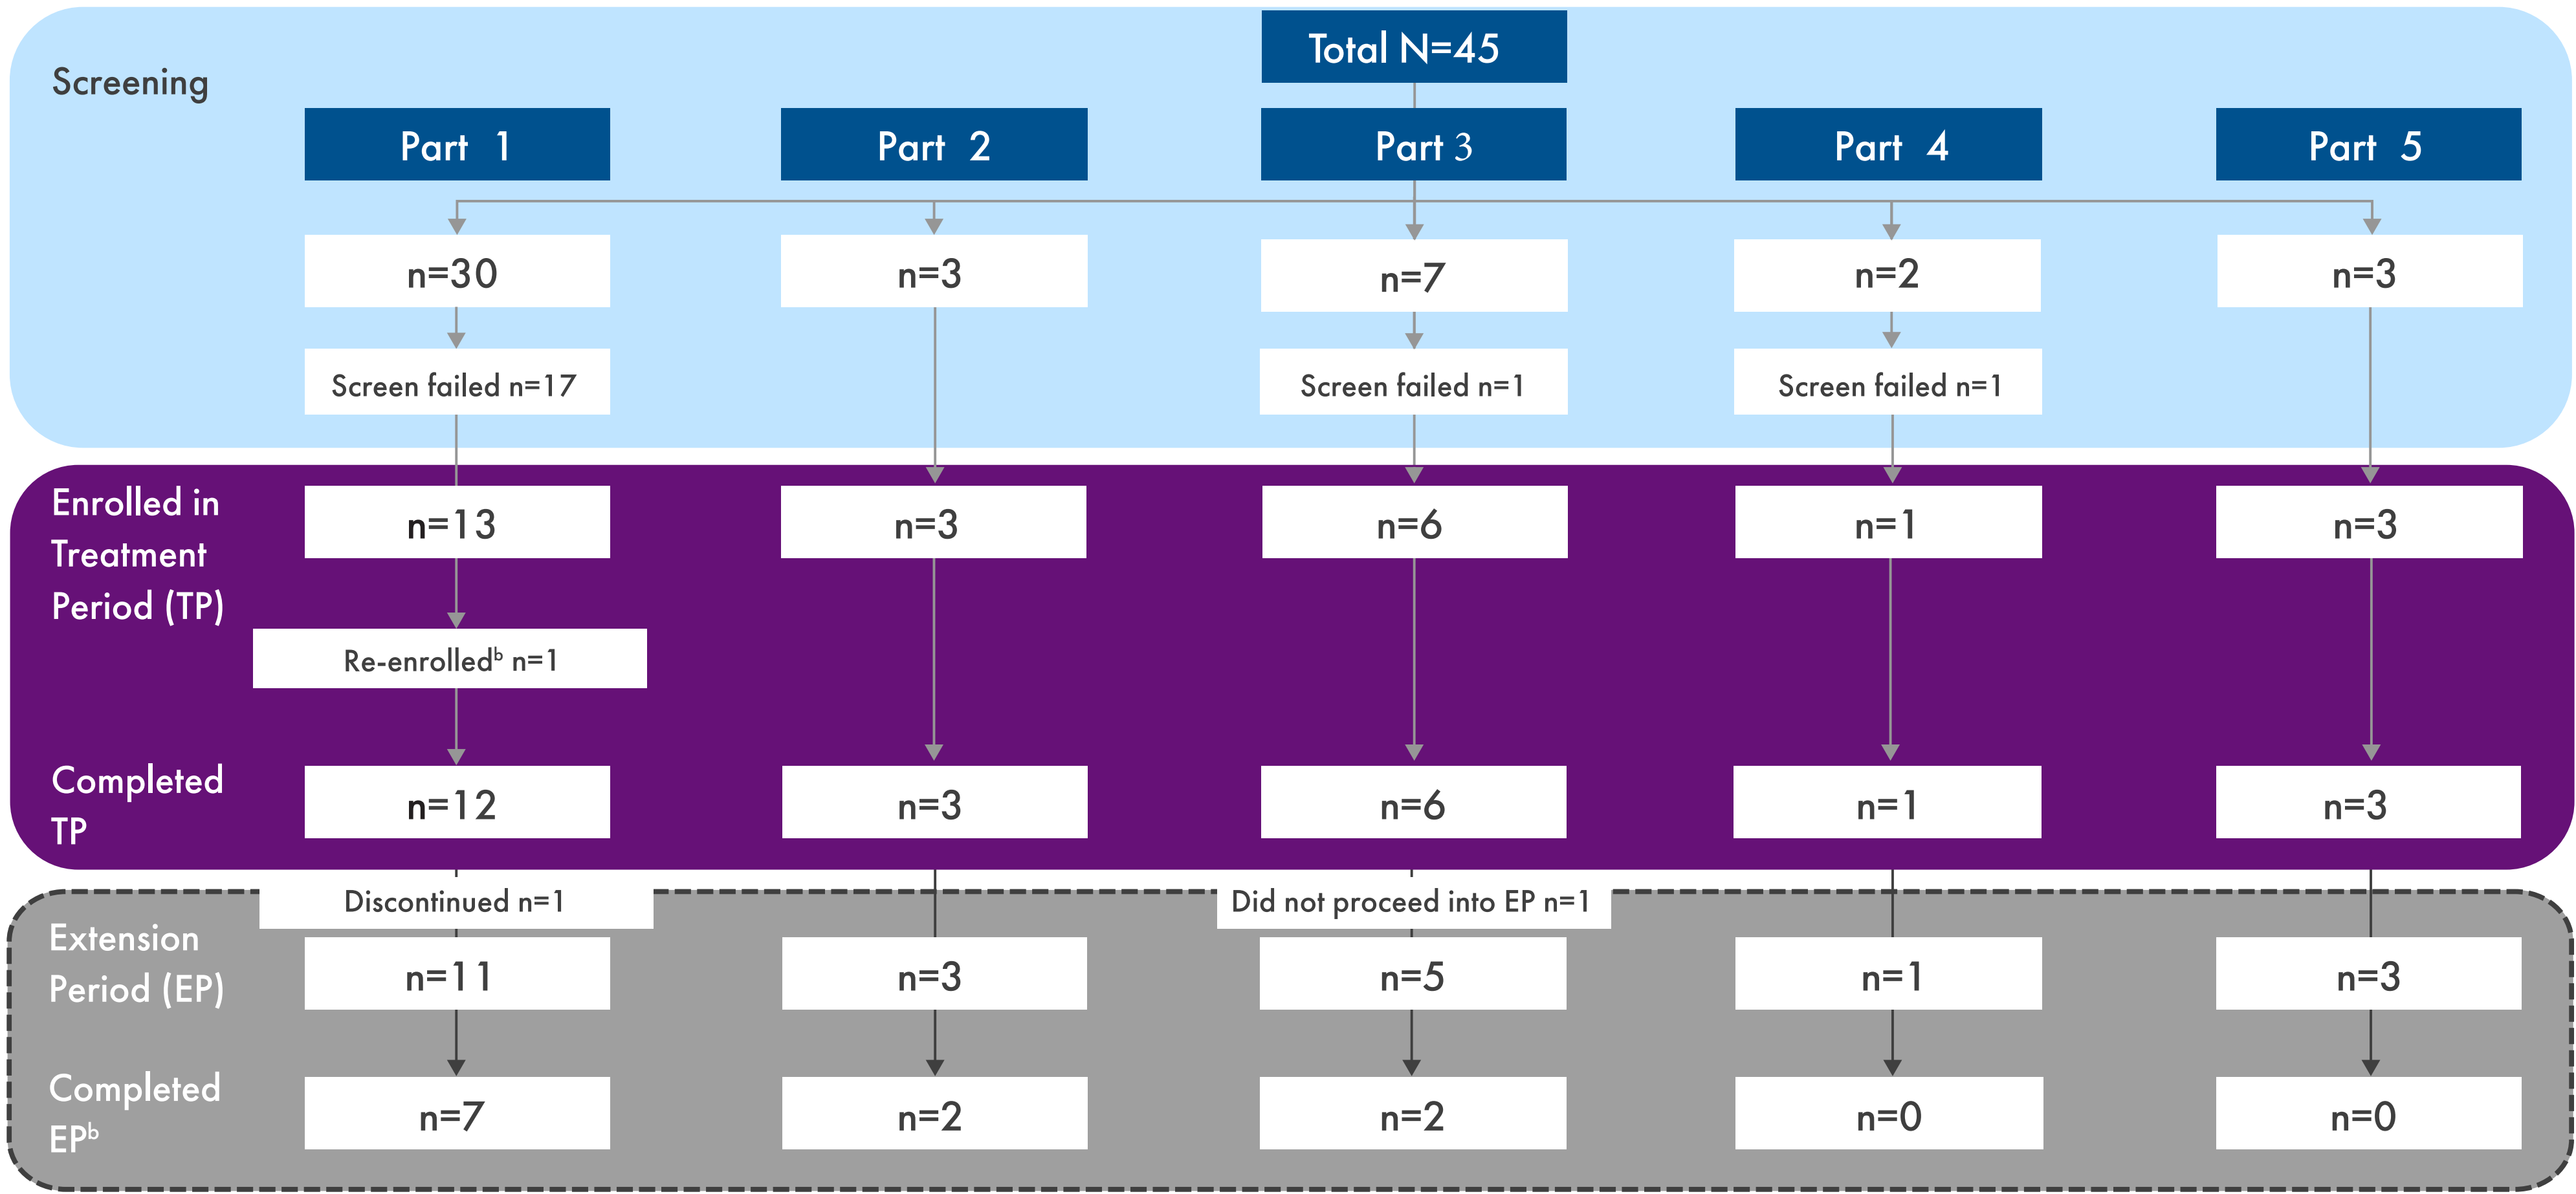 Total N=45
Screening
Part 1
Part 2
Part 3
Part 4
Part 5
n=30
n=3
n=7
n=2
n=3
Screen failed n=17
Screen failed n=1
Screen failed n=1
Enrolled in
Treatment
Period (TP)
n=13
n=3
n=6
n=1
n=3
Re-enrolledᵇ n=1
Completed
TP
n=12
n=3
n=6
n=1
n=3
Discontinued n=1
Did not proceed into EP n=1
Extension
Period (EP)
n=11
n=3
n=5
n=1
n=3
Completed
EPᵇ
n=7
n=2
n=2
n=0
n=0